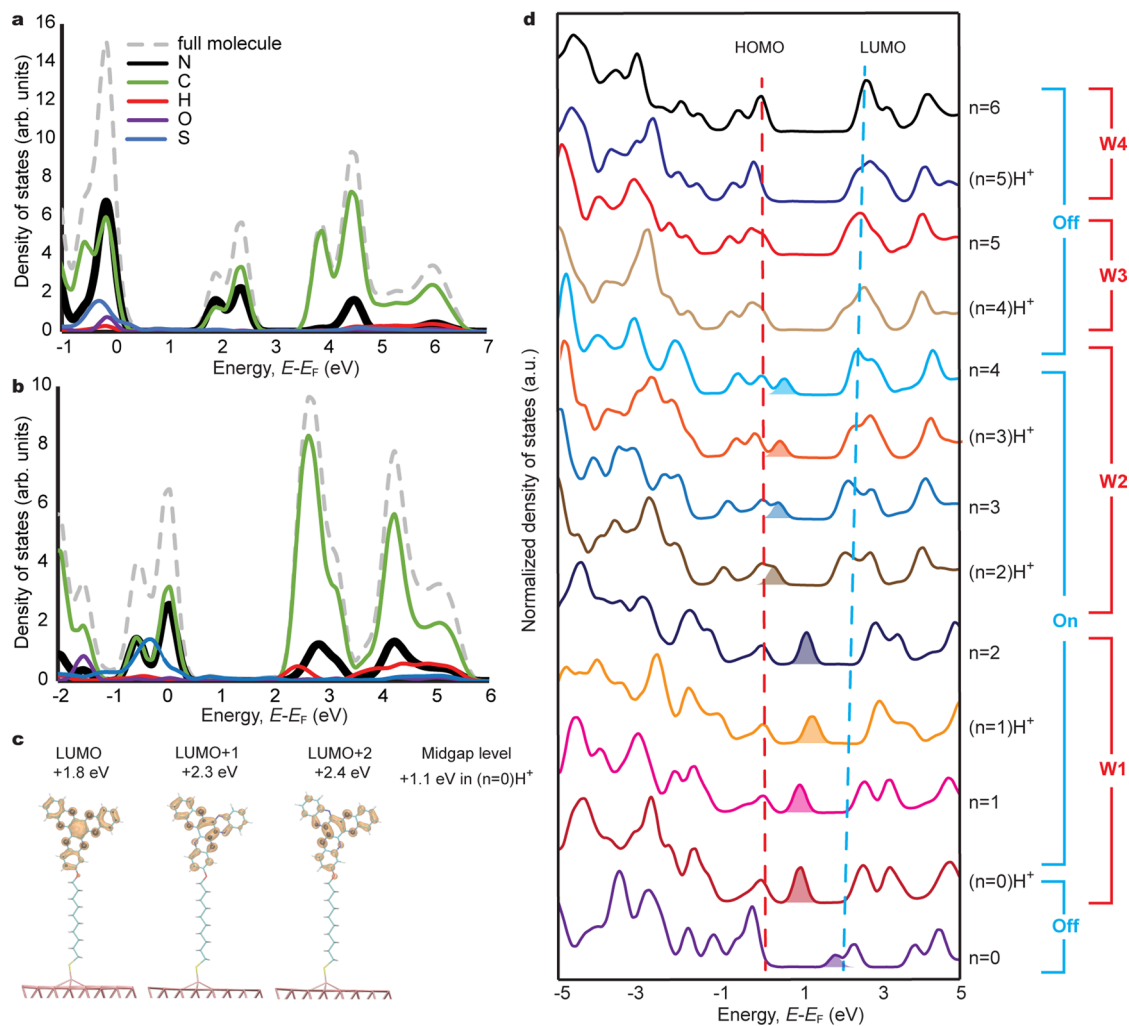 a
16
14
12
10
8
6
4
2
0
Density of states (arb. units)
full molecule
N
C
H
O
S
-1 0 1 2 3 4 5 6 7
Energy, E-EF (eV)
b
10
8
6
4
2
0
Density of states (arb. units)
-2 -1 0 1 2 3 4 5 6
Energy, E-EF (eV)
c
LUMO
+1.8 eV
LUMO+1
+2.3 eV
LUMO+2
+2.4 eV
Midgap level
+1.1 eV in (n=0)H+
d
Normalized density of states (a.u.)
HOMO
LUMO
n=6
(n=5)H+
n=5
(n=4)H+
n=4
(n=3)H+
n=3
(n=2)H+
n=2
(n=1)H+
n=1
(n=0)H+
n=0
-5 -3 -1 1 3 5
Energy, E-EF (eV)
Off
On
Off
W4
W3
W2
W1